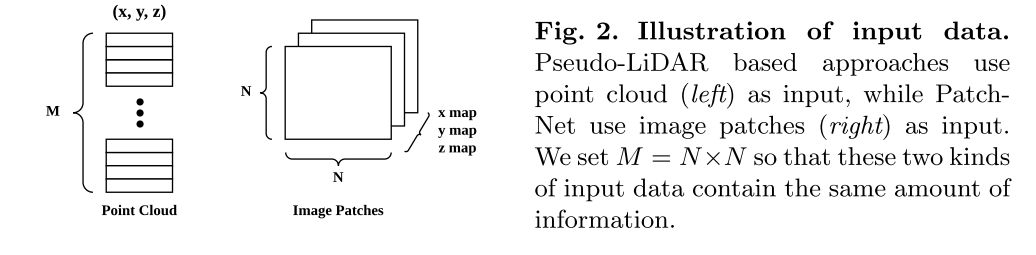 (x, y, z)
M
Point Cloud
N
x map
y map
z map
N
Image Patches
Fig. 2. Illustration of input data.
Pseudo-LiDAR based approaches use
point cloud (left) as input, while Patch-
Net use image patches (right) as input.
We set M = N×N so that these two kinds
of input data contain the same amount of
information.